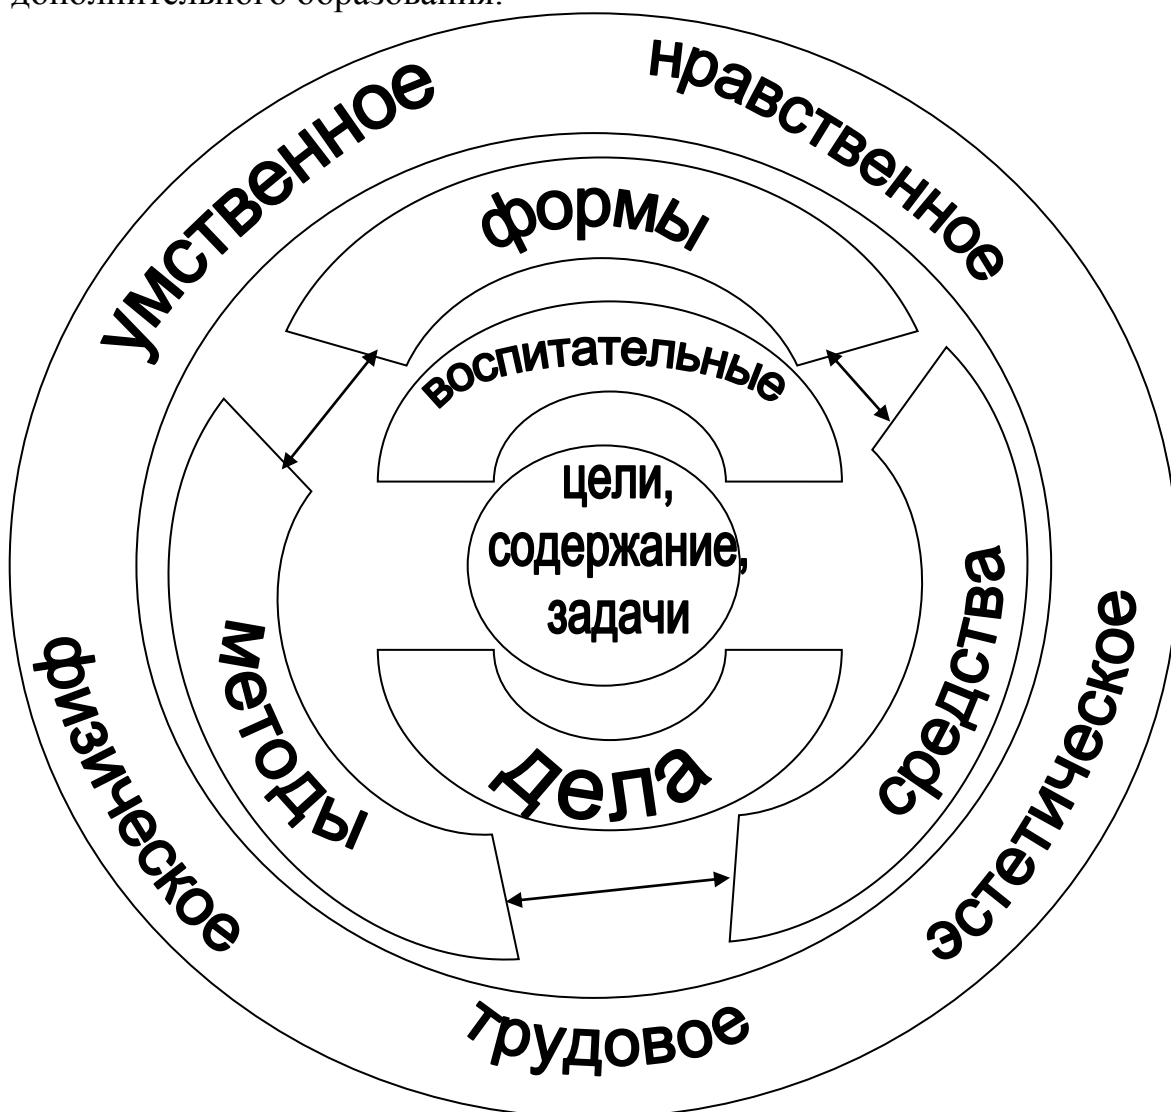 дополнительного образования.
умственное
нравственное
формы
воспитательные
цели,
содержание,
задачи
методы
средства
дела
физическое
эстетическое
трудовое